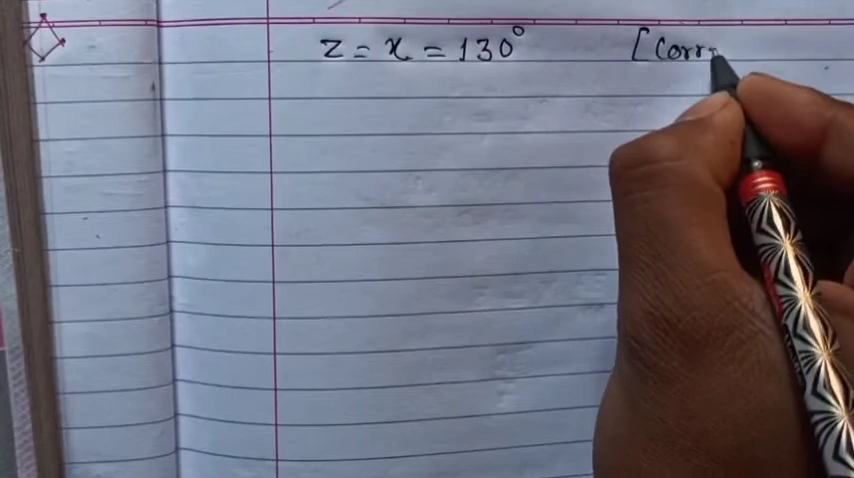 z = x = 130° [Corr